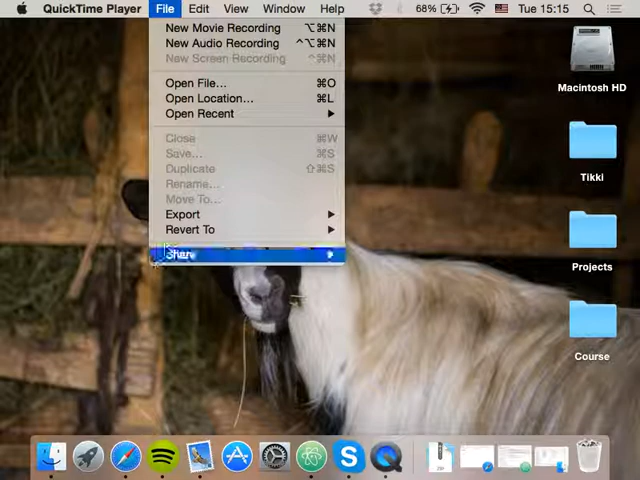 QuickTime Player File Edit View Window Help 68% Tue 15:15
New Movie Recording ⌥⌘N
New Audio Recording ^⌥⌘N
New Screen Recording ^⌘N
Open File... ⌘O
Open Location... ⌘L
Open Recent
Close ⌘W
Save... ⌘S
Duplicate ⇧⌘S
Rename...
Move To...
Export
Revert To
Share
Macintosh HD
Tikki
Projects
Course